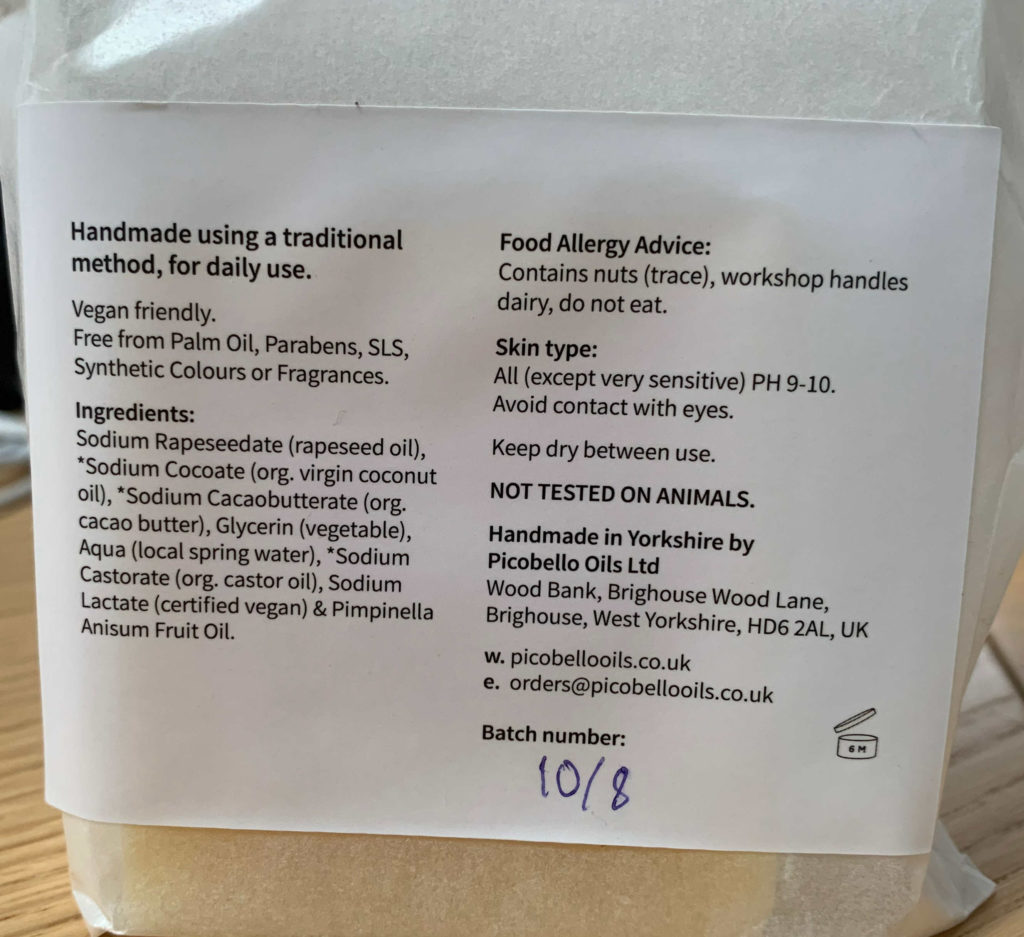 Handmade using a traditional
method, for daily use.
Vegan friendly.
Free from Palm Oil, Parabens, SLS,
Synthetic Colours or Fragrances.
Ingredients:
Sodium Rapeseedate (rapeseed oil),
*Sodium Cocoate (org. virgin coconut
oil), *Sodium Cacaobutterate (org.
cacao butter), Glycerin (vegetable),
Aqua (local spring water), *Sodium
Castorate (org. castor oil), Sodium
Lactate (certified vegan) & Pimpinella
Anisum Fruit Oil.
Food Allergy Advice:
Contains nuts (trace), workshop handles
dairy, do not eat.
Skin type:
All (except very sensitive) PH 9-10.
Avoid contact with eyes.
Keep dry between use.
NOT TESTED ON ANIMALS.
Handmade in Yorkshire by
Picobello Oils Ltd
Wood Bank, Brighouse Wood Lane,
Brighouse, West Yorkshire, HD6 2AL, UK
w. picobellooils.co.uk
e. orders@picobellooils.co.uk
Batch number:
10/8
6 M